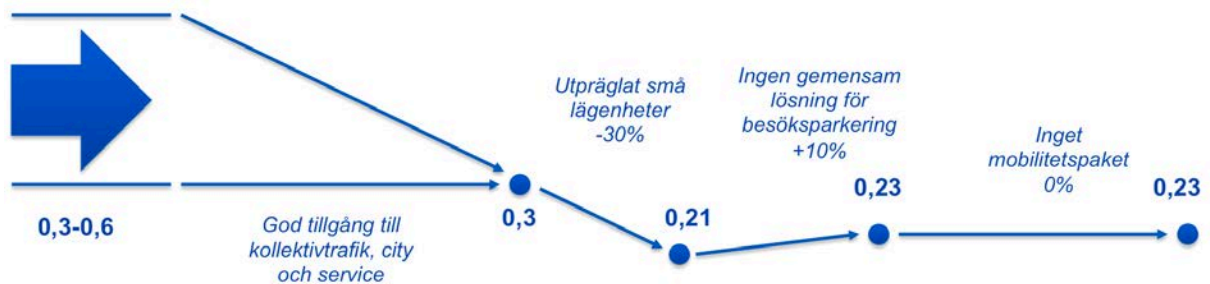 0,3-0,6
God tillgång till
kollektivtrafik, city
och service
0,3
Utpräglat små
lägenheter
-30%
0,21
Ingen gemensam
lösning för
besöksparkering
+10%
0,23
Inget
mobilitetspaket
0%
0,23